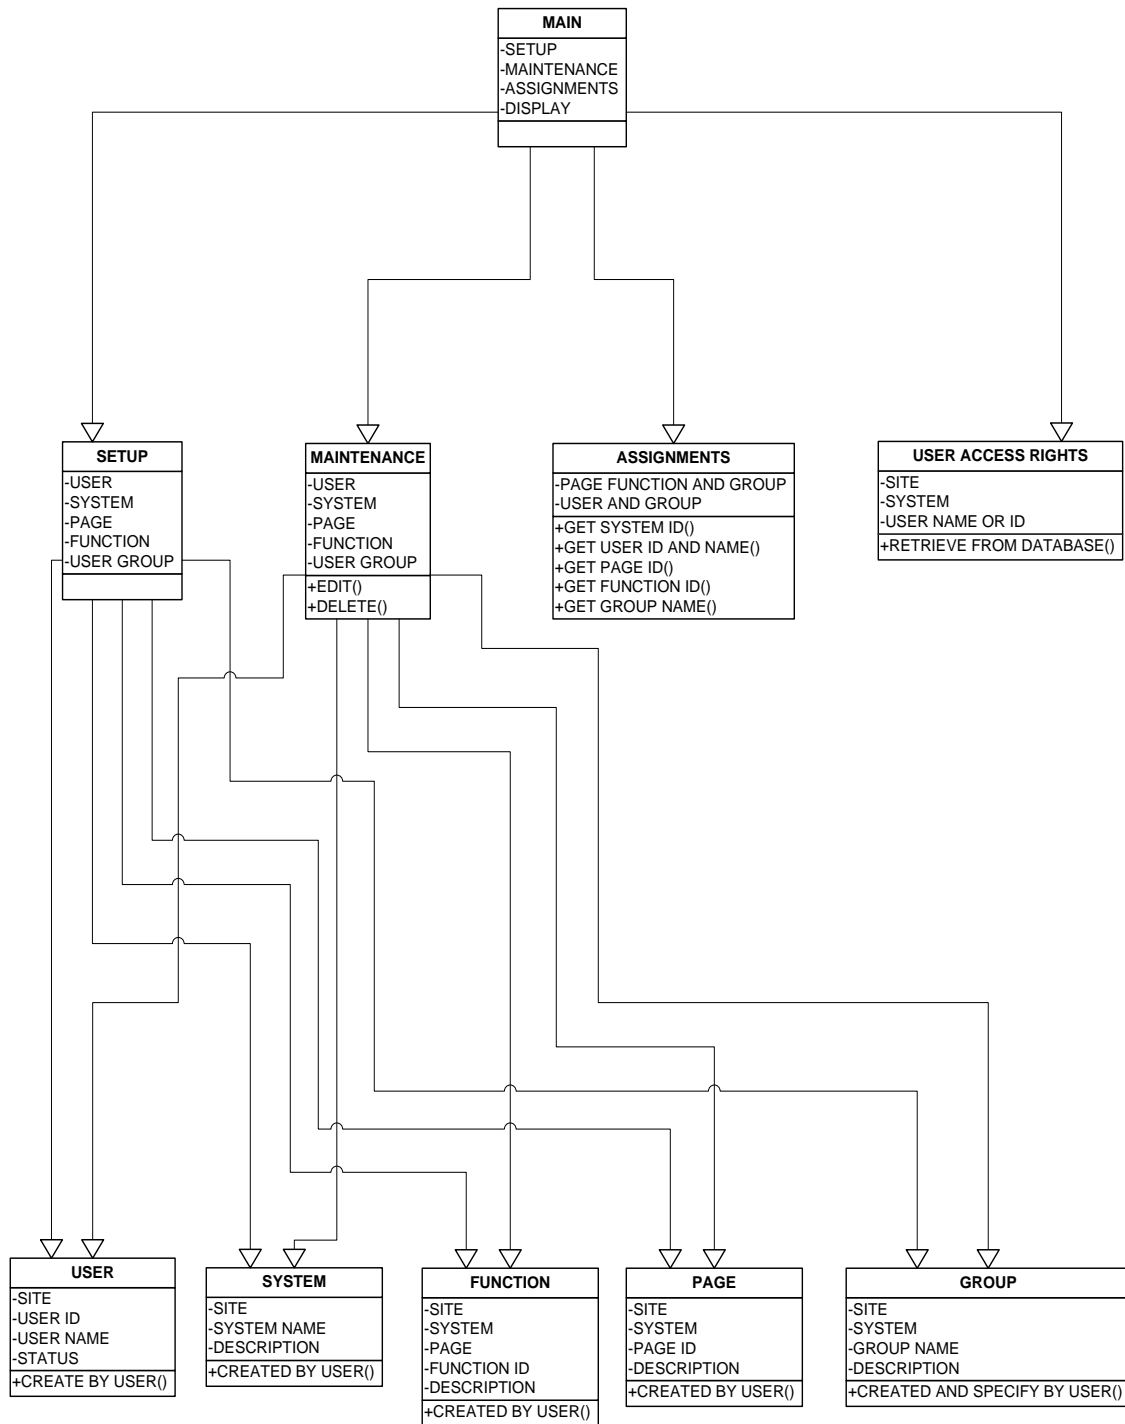 MAIN
-SETUP
-MAINTENANCE
-ASSIGNMENTS
-DISPLAY
SETUP
-USER
-SYSTEM
-PAGE
-FUNCTION
-USER GROUP
MAINTENANCE
-USER
-SYSTEM
-PAGE
-FUNCTION
-USER GROUP
+EDIT()
+DELETE()
ASSIGNMENTS
-PAGE FUNCTION AND GROUP
-USER AND GROUP
+GET SYSTEM ID()
+GET USER ID AND NAME()
+GET PAGE ID()
+GET FUNCTION ID()
+GET GROUP NAME()
USER ACCESS RIGHTS
-SITE
-SYSTEM
-USER NAME OR ID
+RETRIEVE FROM DATABASE()
USER
-SITE
-USER ID
-USER NAME
-STATUS
+CREATE BY USER()
SYSTEM
-SITE
-SYSTEM NAME
-DESCRIPTION
+CREATED BY USER()
FUNCTION
-SITE
-SYSTEM
-PAGE
-FUNCTION ID
-DESCRIPTION
+CREATED BY USER()
PAGE
-SITE
-SYSTEM
-PAGE ID
-DESCRIPTION
+CREATED BY USER()
GROUP
-SITE
-SYSTEM
-GROUP NAME
-DESCRIPTION
+CREATED AND SPECIFY BY USER()